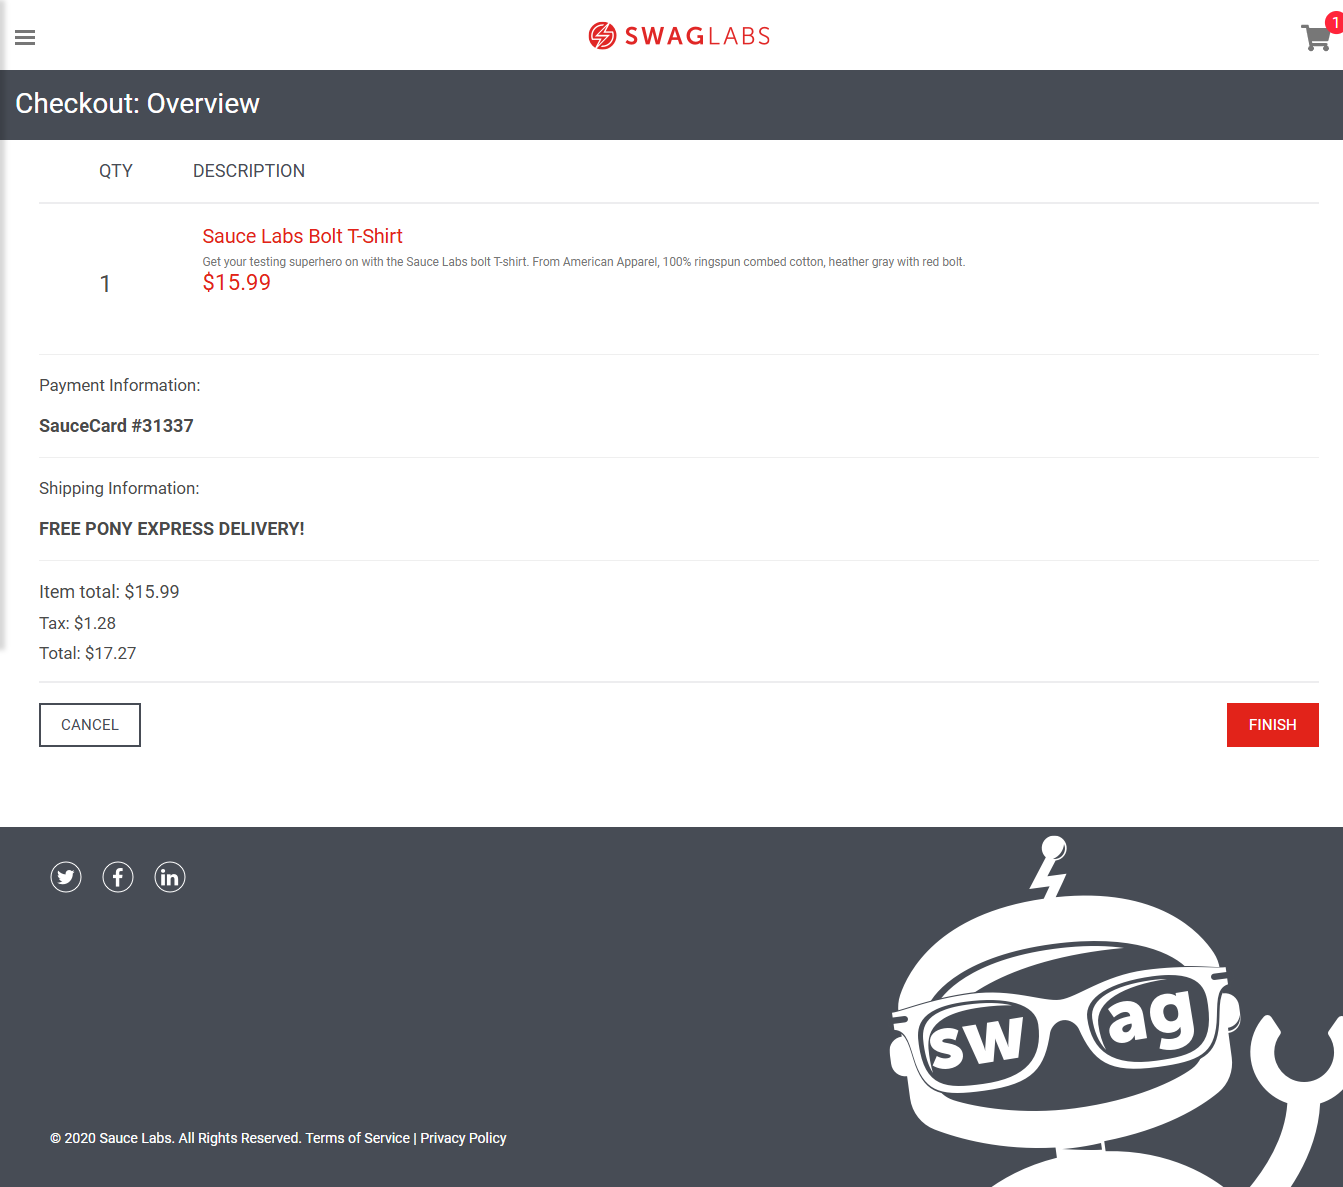 SWAGLABS
1
Checkout: Overview
QTY DESCRIPTION
Sauce Labs Bolt T-Shirt
Get your testing superhero on with the Sauce Labs bolt T-shirt. From American Apparel, 100% ringspun combed cotton, heather gray with red bolt.
1 $15.99
Payment Information:
SauceCard #31337
Shipping Information:
FREE PONY EXPRESS DELIVERY!
Item total: $15.99
Tax: $1.28
Total: $17.27
CANCEL FINISH
f in
sw ag
© 2020 Sauce Labs. All Rights Reserved. Terms of Service | Privacy Policy